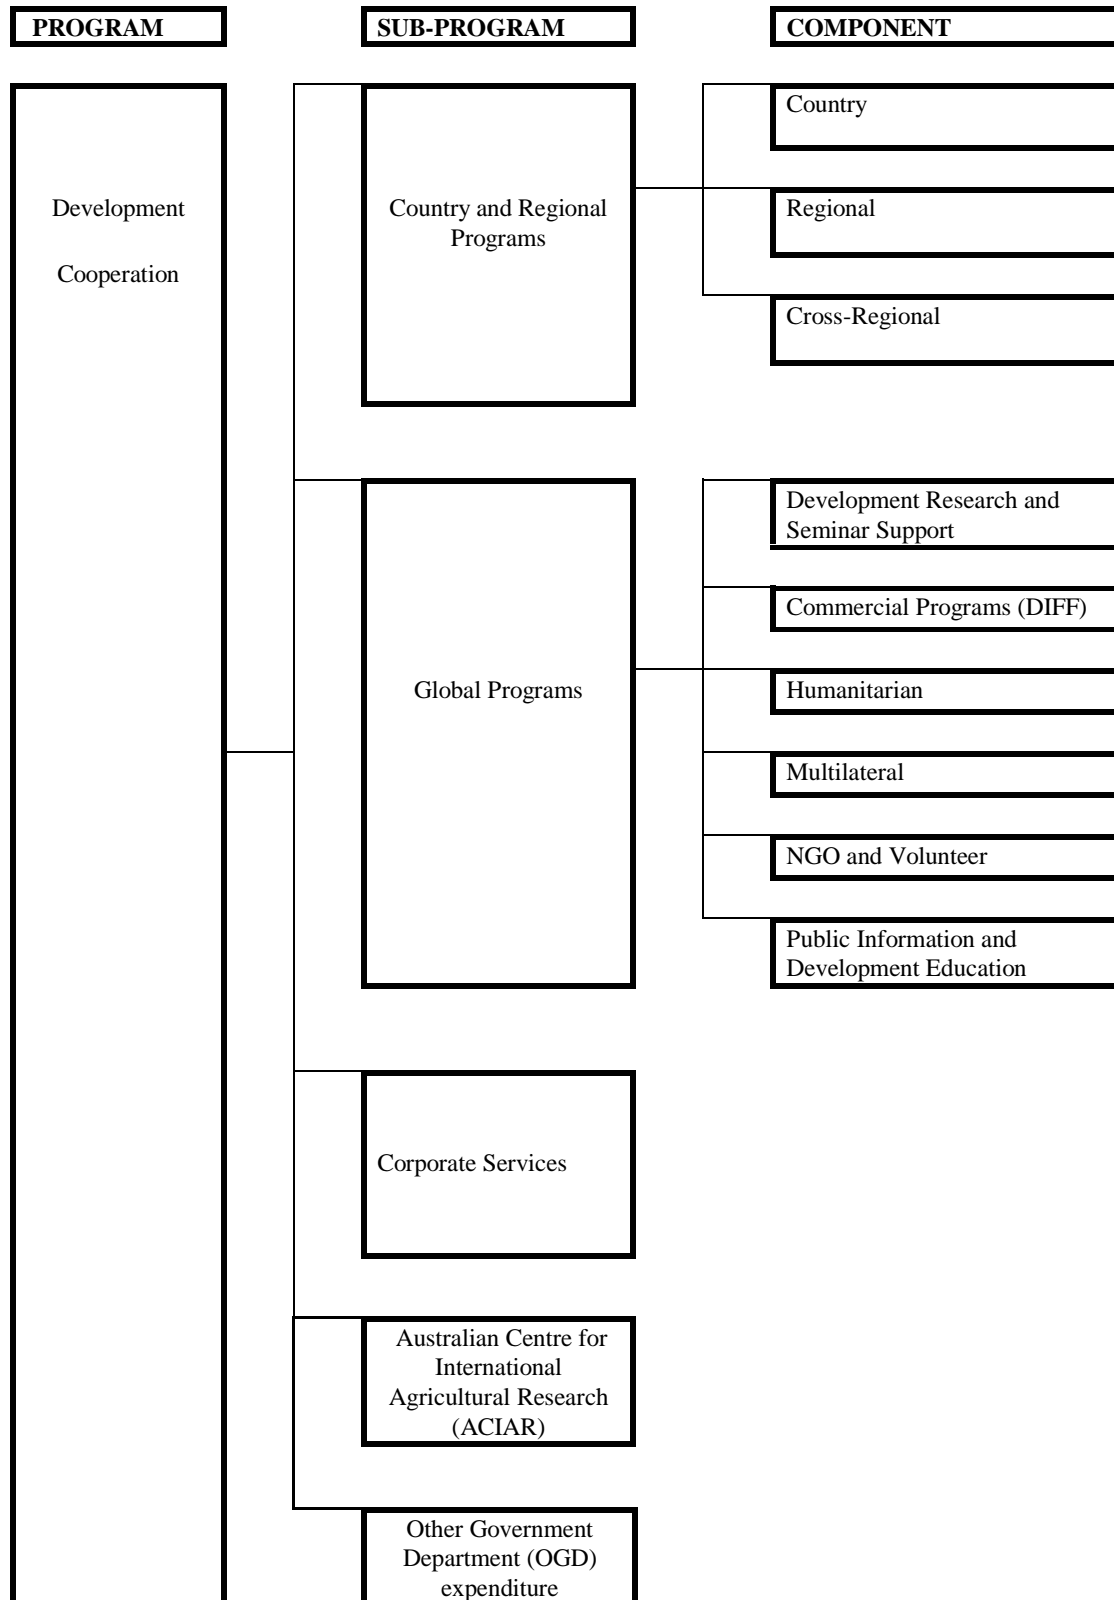 PROGRAM
SUB-PROGRAM
COMPONENT
Development
Cooperation
Country and Regional
Programs
Country
Regional
Cross-Regional
Global Programs
Development Research and
Seminar Support
Commercial Programs (DIFF)
Humanitarian
Multilateral
NGO and Volunteer
Public Information and
Development Education
Corporate Services
Australian Centre for
International
Agricultural Research
(ACIAR)
Other Government
Department (OGD)
expenditure